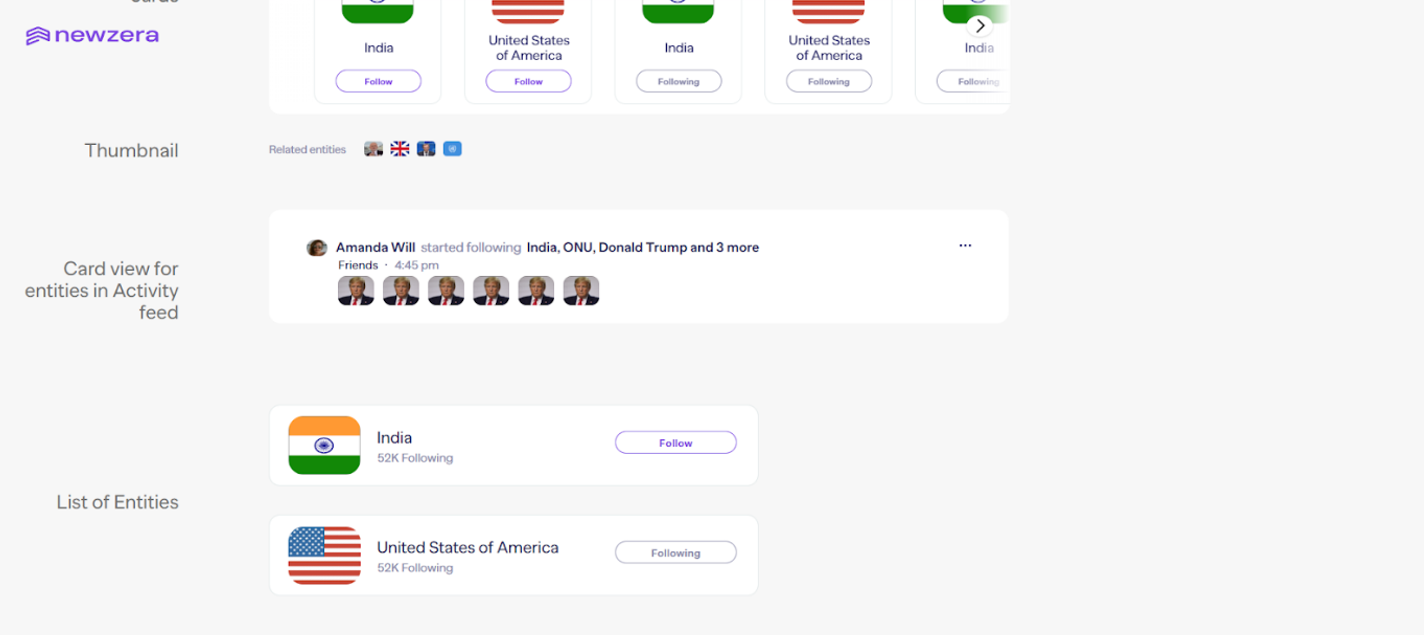 cards
newzera
India
United States
of America
India
United States
of America
India
Follow
Follow
Following
Following
Following
Thumbnail
Related entities
Amanda Will started following India, ONU, Donald Trump and 3 more
Friends · 4:45 pm
Card view for
entities in Activity
feed
India
52K Following
Follow
List of Entities
United States of America
52K Following
Following